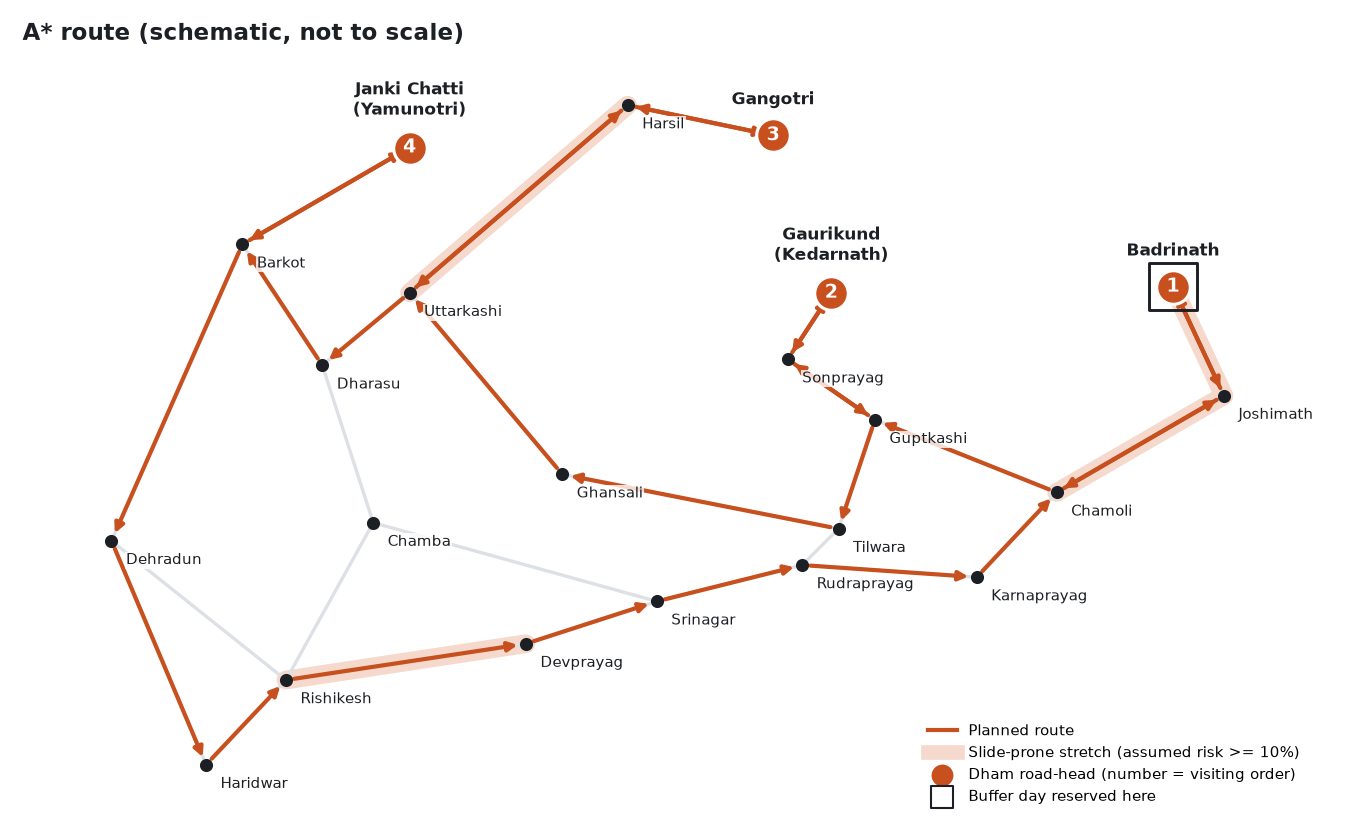 A* route (schematic, not to scale)
Janki Chatti
(Yamunotri)
Gangotri
Harsil
3
4
Gaurikund
(Kedarnath)
Badrinath
Barkot
2
1
Uttarkashi
Dharasu
Sonprayag
Joshimath
Guptkashi
Ghansali
Chamoli
Chamba
Tilwara
Dehradun
Rudraprayag
Karnaprayag
Srinagar
Devprayag
Rishikesh
Haridwar
Planned route
Slide-prone stretch (assumed risk >= 10%)
Dham road-head (number = visiting order)
Buffer day reserved here